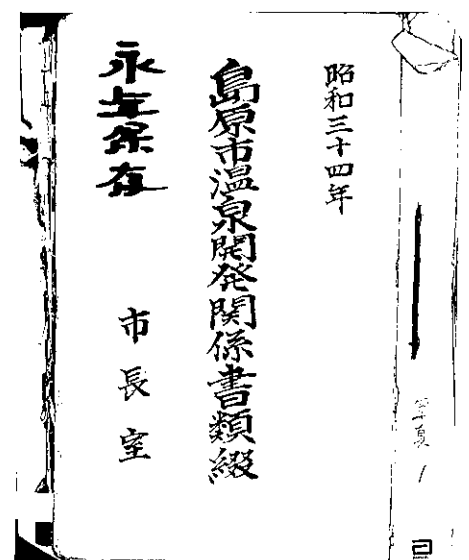 昭和三十四年
島原市温泉開発関係書類綴
永年保存
市長室